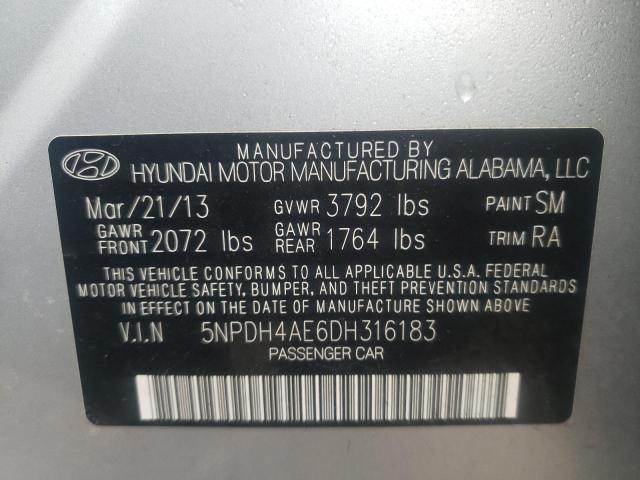 MANUFACTURED BY
HYUNDAI MOTOR MANUFACTURING ALABAMA, LLC
Mar/21/13 GVWR 3792 lbs PAINT SM
GAWR FRONT 2072 lbs GAWR REAR 1764 lbs TRIM RA
THIS VEHICLE CONFORMS TO ALL APPLICABLE U.S.A. FEDERAL
MOTOR VEHICLE SAFETY, BUMPER, AND THEFT PREVENTION STANDARDS
IN EFFECT ON THE DATE OF MANUFACTURE SHOWN ABOVE.
V.I.N 5NPDH4AE6DH316183
PASSENGER CAR